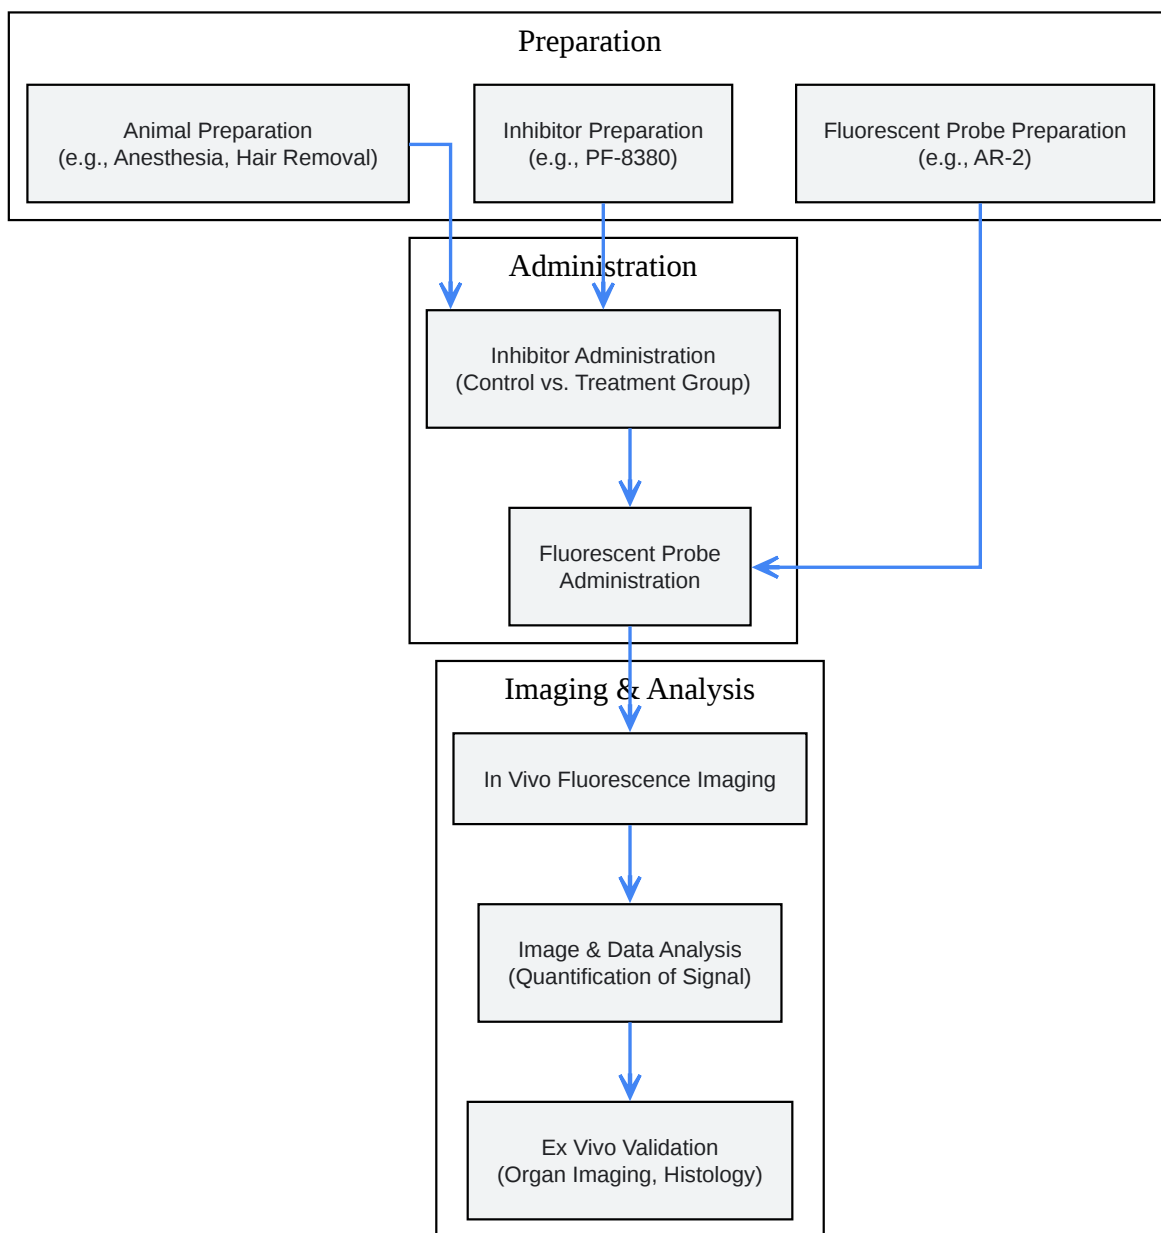 Preparation
Animal Preparation
(e.g., Anesthesia, Hair Removal)
Inhibitor Preparation
(e.g., PF-8380)
Fluorescent Probe Preparation
(e.g., AR-2)
Administration
Inhibitor Administration
(Control vs. Treatment Group)
Fluorescent Probe
Administration
Imaging & Analysis
In Vivo Fluorescence Imaging
Image & Data Analysis
(Quantification of Signal)
Ex Vivo Validation
(Organ Imaging, Histology)